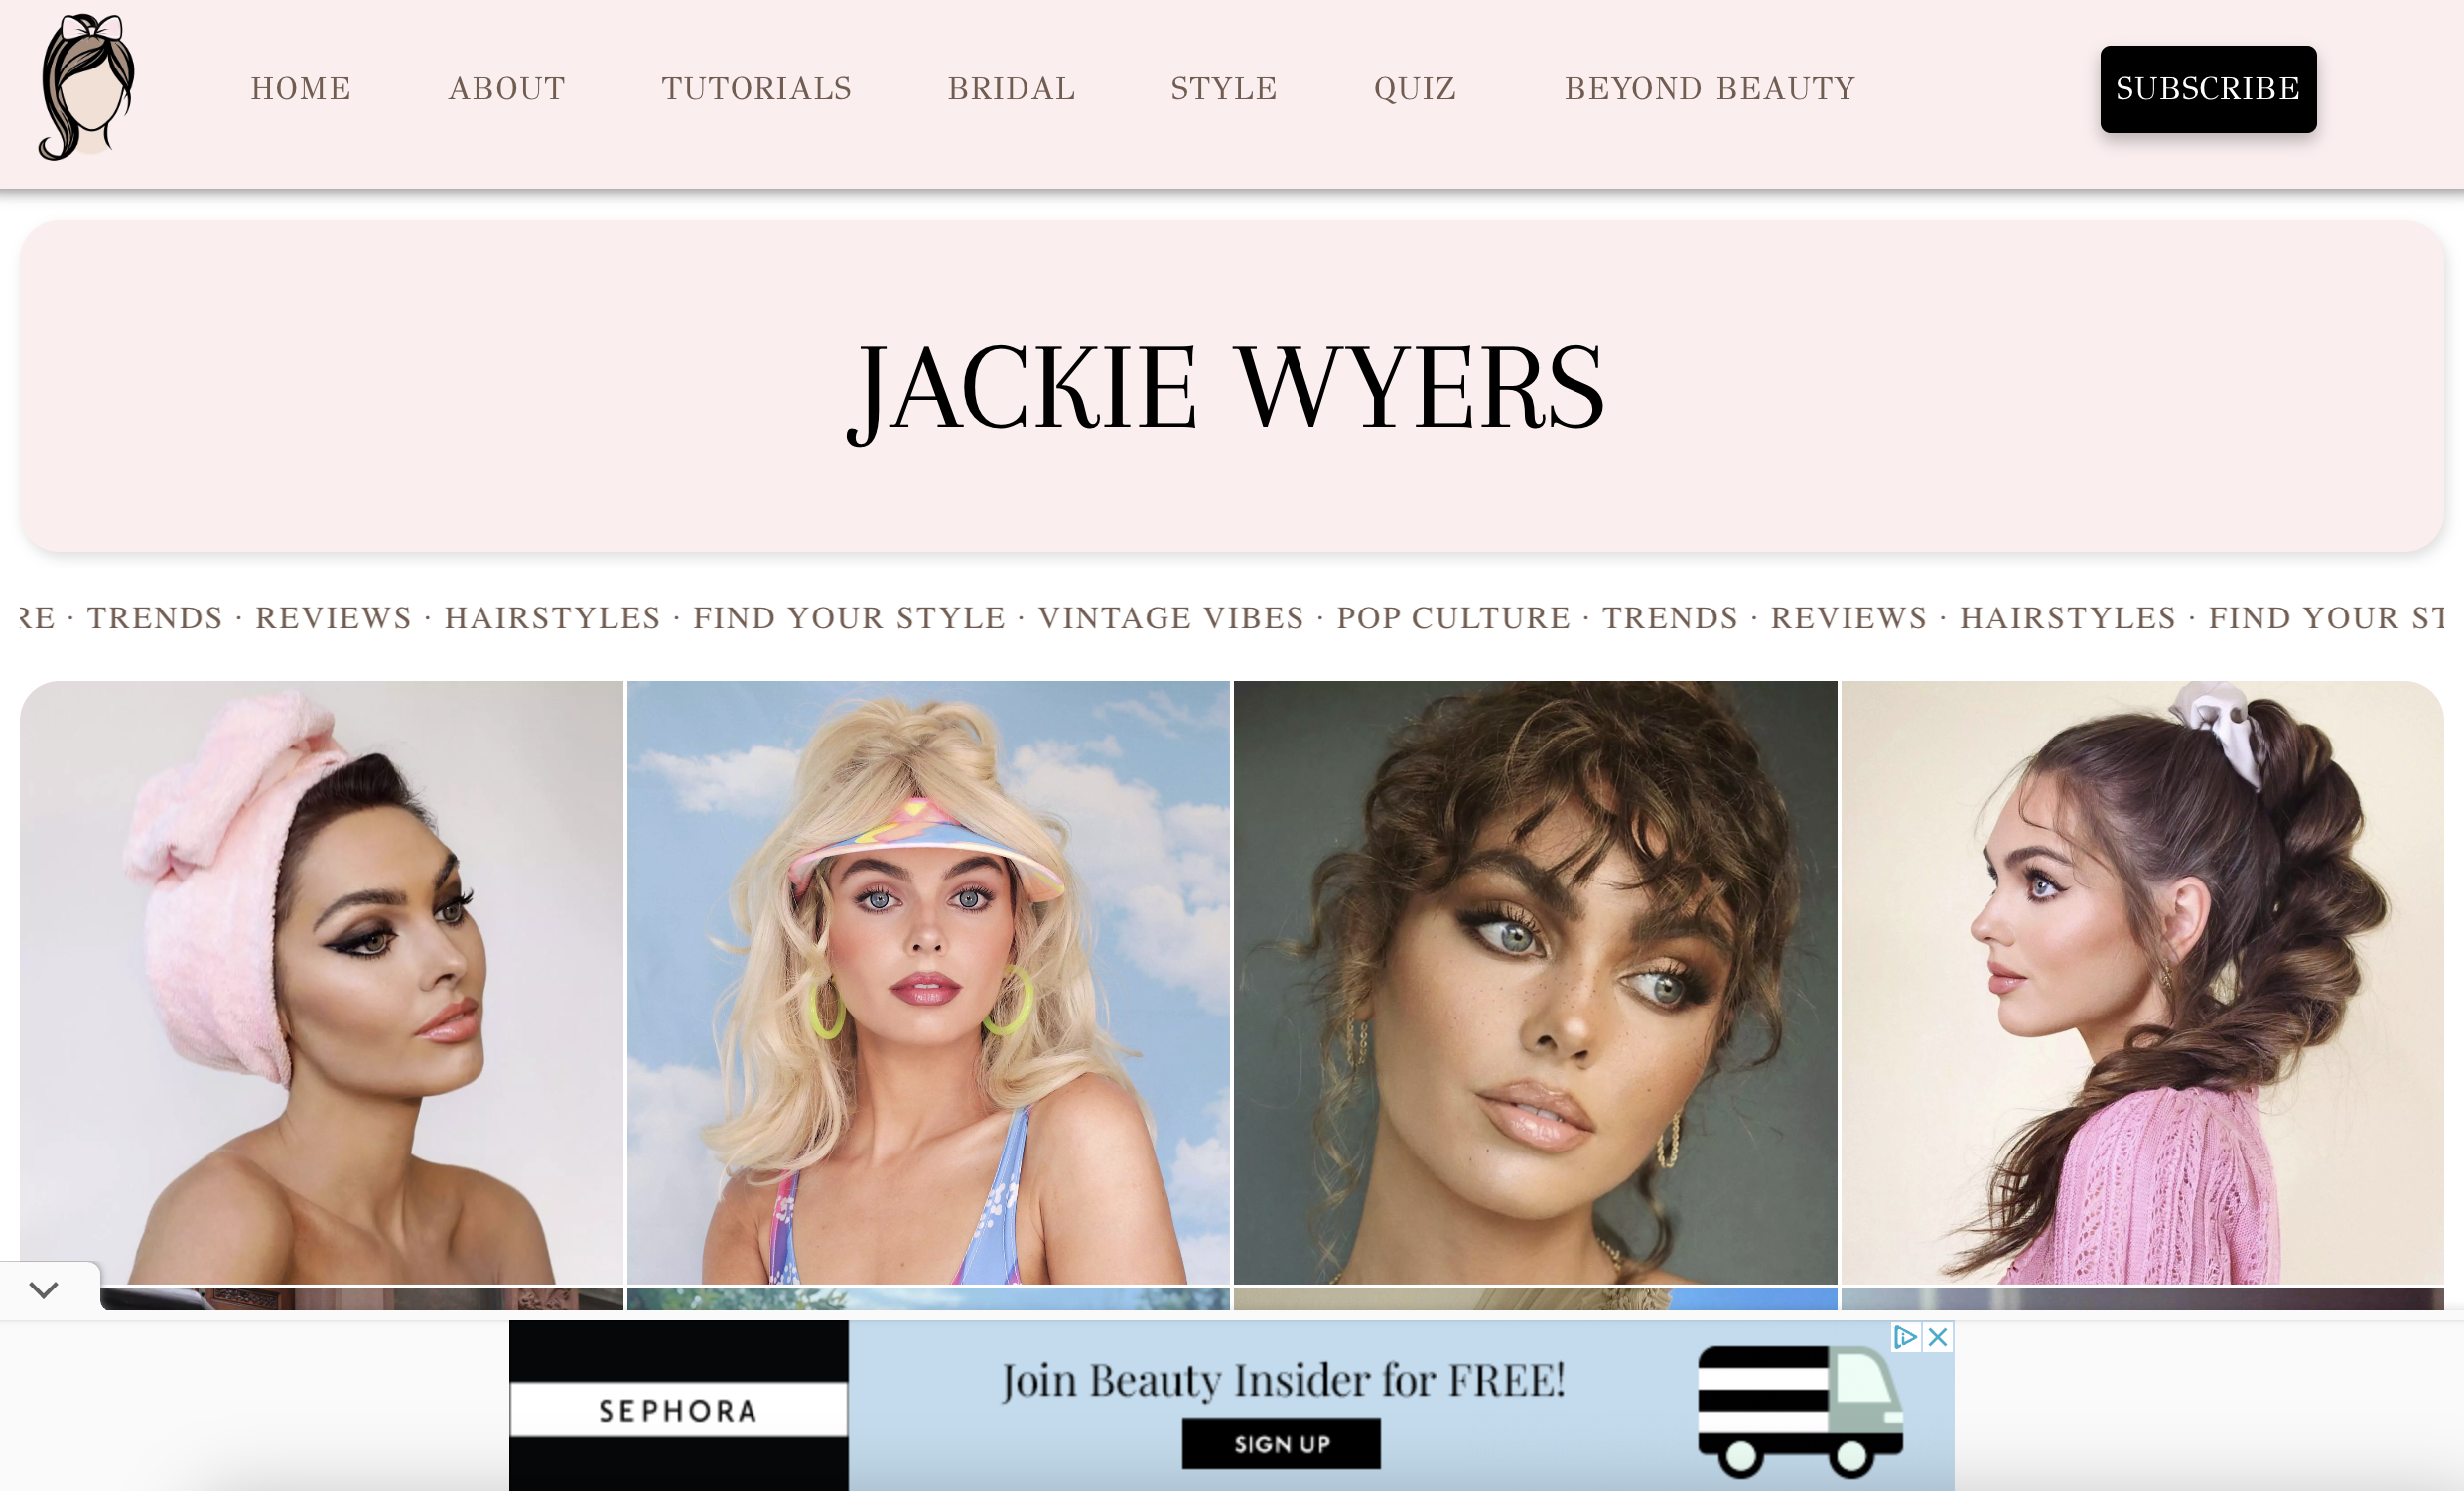 HOME ABOUT TUTORIALS BRIDAL STYLE QUIZ BEYOND BEAUTY SUBSCRIBE
JACKIE WYERS
RE · TRENDS · REVIEWS · HAIRSTYLES · FIND YOUR STYLE · VINTAGE VIBES · POP CULTURE · TRENDS · REVIEWS · HAIRSTYLES · FIND YOUR ST
SEPHORA
Join Beauty Insider for FREE!
SIGN UP